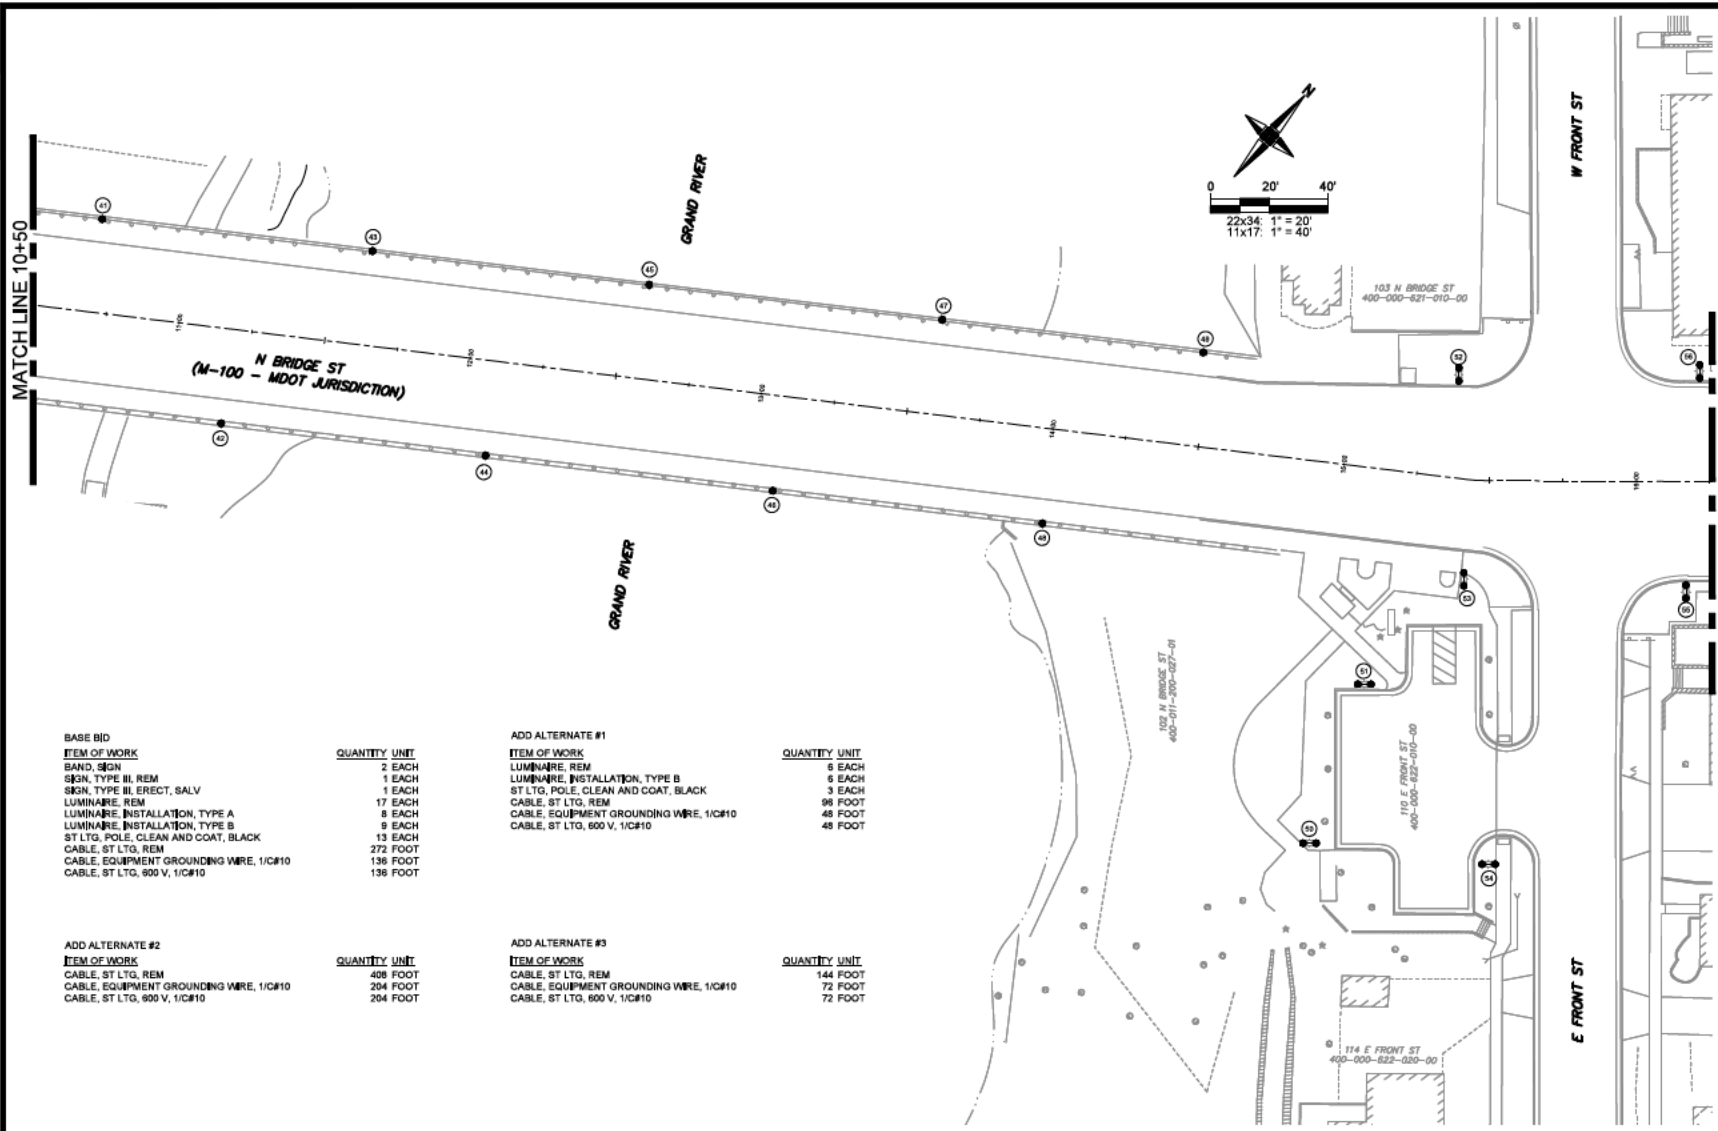 MATCH LINE 10+50
N BRIDGE ST
(M-100 - MDOT JURISDICTION)
GRAND RIVER
GRAND RIVER
N
0 20' 40'
22x34: 1" = 20'
11x17: 1" = 40'
W FRONT ST
E FRONT ST
103 N BRIDGE ST
400-000-621-010-00
102 N BRIDGE ST
400-011-200-027-01
110 E FRONT ST
400-000-622-010-00
114 E FRONT ST
400-000-622-020-00
41
43
45
47
48
52
56
11+00
12+00
13+00
14+00
15+00
16+00
42
44
46
48
53
55
51
50
54
BASE BID
ITEM OF WORK QUANTITY UNIT
BAND, SIGN 2 EACH
SIGN, TYPE III, REM 1 EACH
SIGN, TYPE III, ERECT, SALV 1 EACH
LUMINAIRE, REM 17 EACH
LUMINAIRE, INSTALLATION, TYPE A 8 EACH
LUMINAIRE, INSTALLATION, TYPE B 9 EACH
ST LTG, POLE, CLEAN AND COAT, BLACK 13 EACH
CABLE, ST LTG, REM 272 FOOT
CABLE, EQUIPMENT GROUNDING WIRE, 1/C#10 136 FOOT
CABLE, ST LTG, 600 V, 1/C#10 136 FOOT
ADD ALTERNATE #1
ITEM OF WORK QUANTITY UNIT
LUMINAIRE, REM 6 EACH
LUMINAIRE, INSTALLATION, TYPE B 6 EACH
ST LTG, POLE, CLEAN AND COAT, BLACK 3 EACH
CABLE, ST LTG, REM 96 FOOT
CABLE, EQUIPMENT GROUNDING WIRE, 1/C#10 48 FOOT
CABLE, ST LTG, 600 V, 1/C#10 48 FOOT
ADD ALTERNATE #2
ITEM OF WORK QUANTITY UNIT
CABLE, ST LTG, REM 408 FOOT
CABLE, EQUIPMENT GROUNDING WIRE, 1/C#10 204 FOOT
CABLE, ST LTG, 600 V, 1/C#10 204 FOOT
ADD ALTERNATE #3
ITEM OF WORK QUANTITY UNIT
CABLE, ST LTG, REM 144 FOOT
CABLE, EQUIPMENT GROUNDING WIRE, 1/C#10 72 FOOT
CABLE, ST LTG, 600 V, 1/C#10 72 FOOT